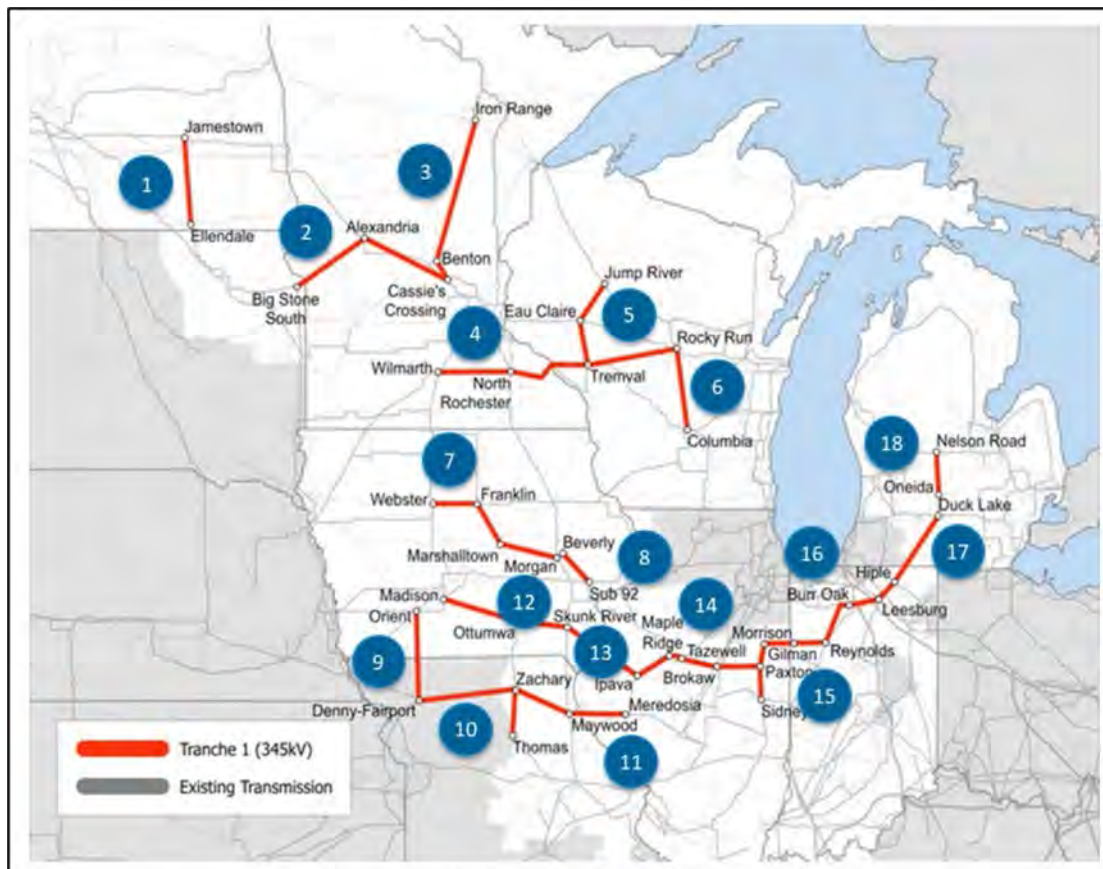 Iron Range
Jamestown
3
1
Ellendale
2
Alexandria
Benton
Big Stone
South
Cassie's
Crossing
Jump River
Eau Claire
5
Rocky Run
4
Wilmarth
North
Rochester
Tremval
6
Columbia
7
Webster
Franklin
Marshalltown
Morgan
Beverly
8
Sub 92
18
Nelson Road
Oneida
Duck Lake
16
17
Hiple
Burr Oak
Leesburg
Madison
Orient
12
Ottumwa
Skunk River
14
Maple
Ridge
13
Tazewell
Ipava
Brokaw
Morrison
Gilman
Paxton
Reynolds
Sidney
15
9
Denny-Fairport
10
Zachary
Thomas
Maywood
Meredosia
11
Tranche 1 (345kV)
Existing Transmission